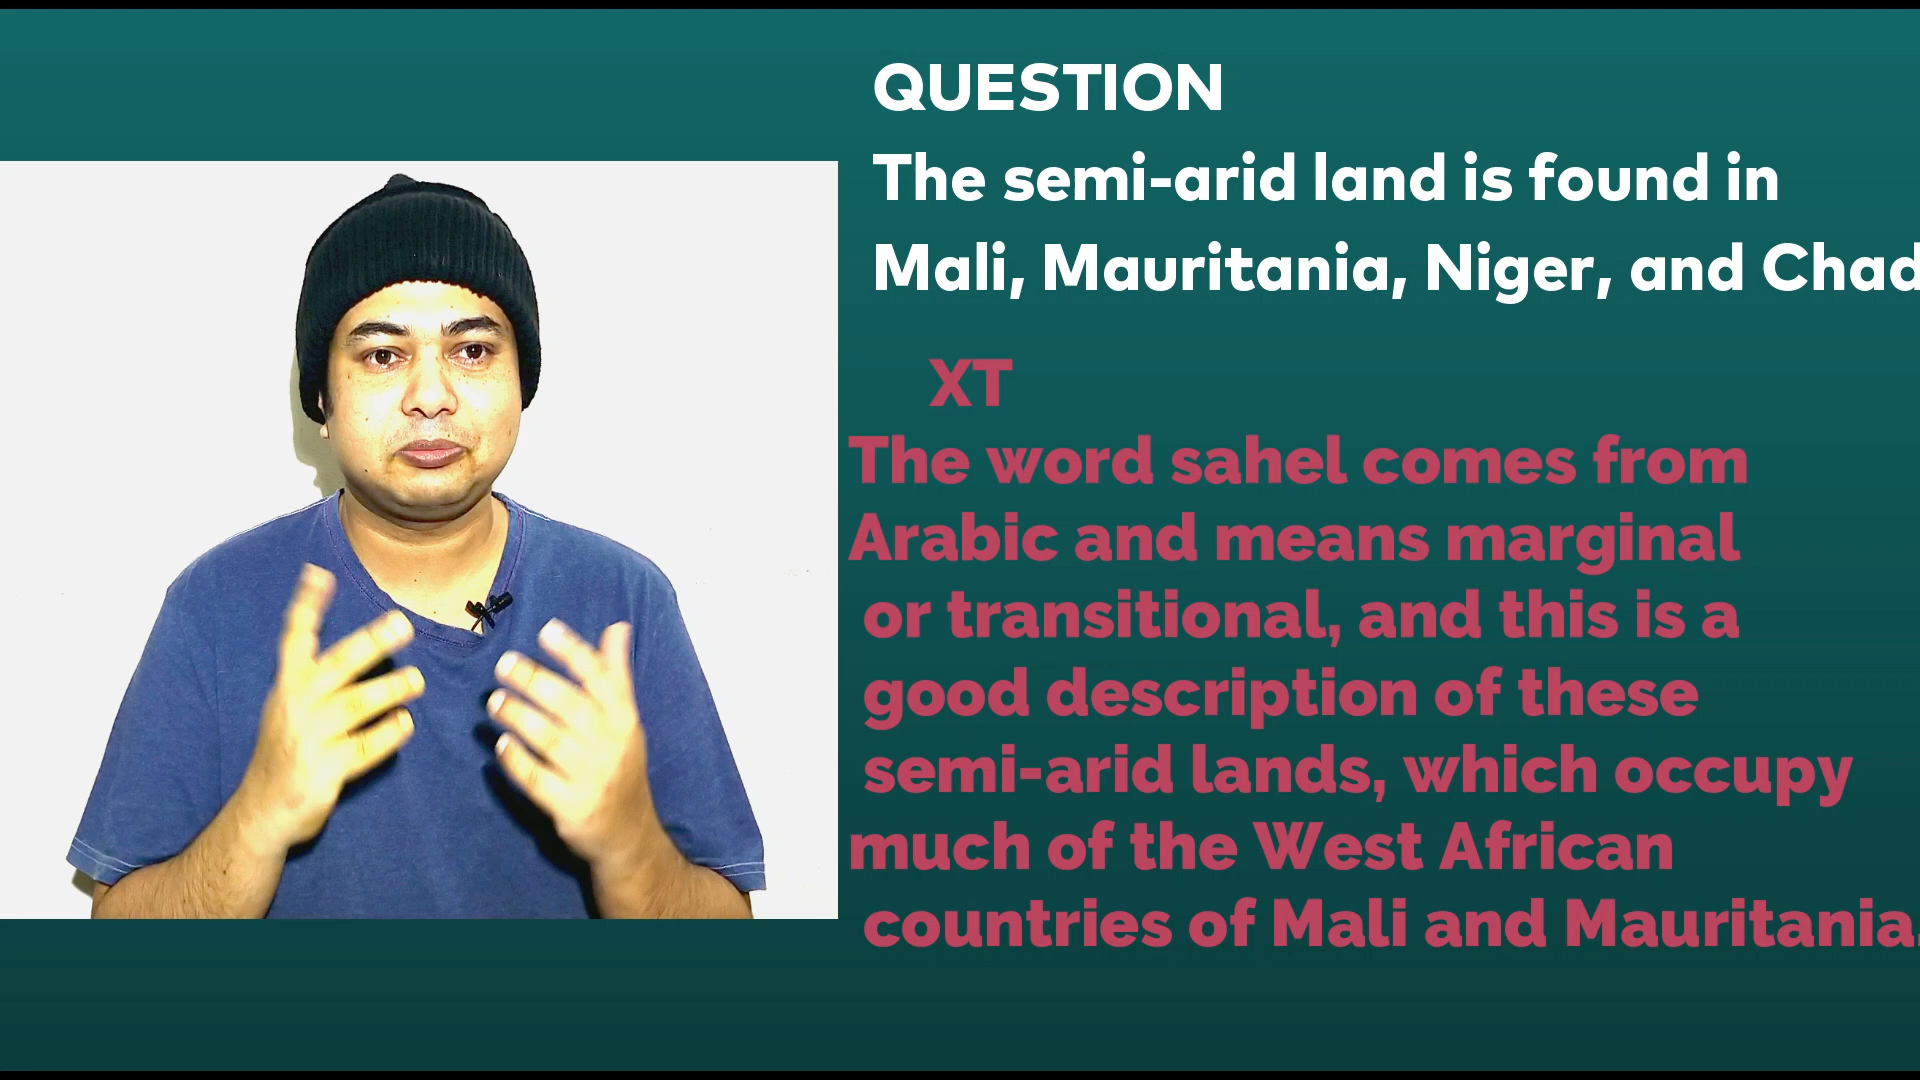 QUESTION
The semi-arid land is found in
Mali, Mauritania, Niger, and Chad
XT
The word sahel comes from
Arabic and means marginal
or transitional, and this is a
good description of these
semi-arid lands, which occupy
much of the West African
countries of Mali and Mauritania.